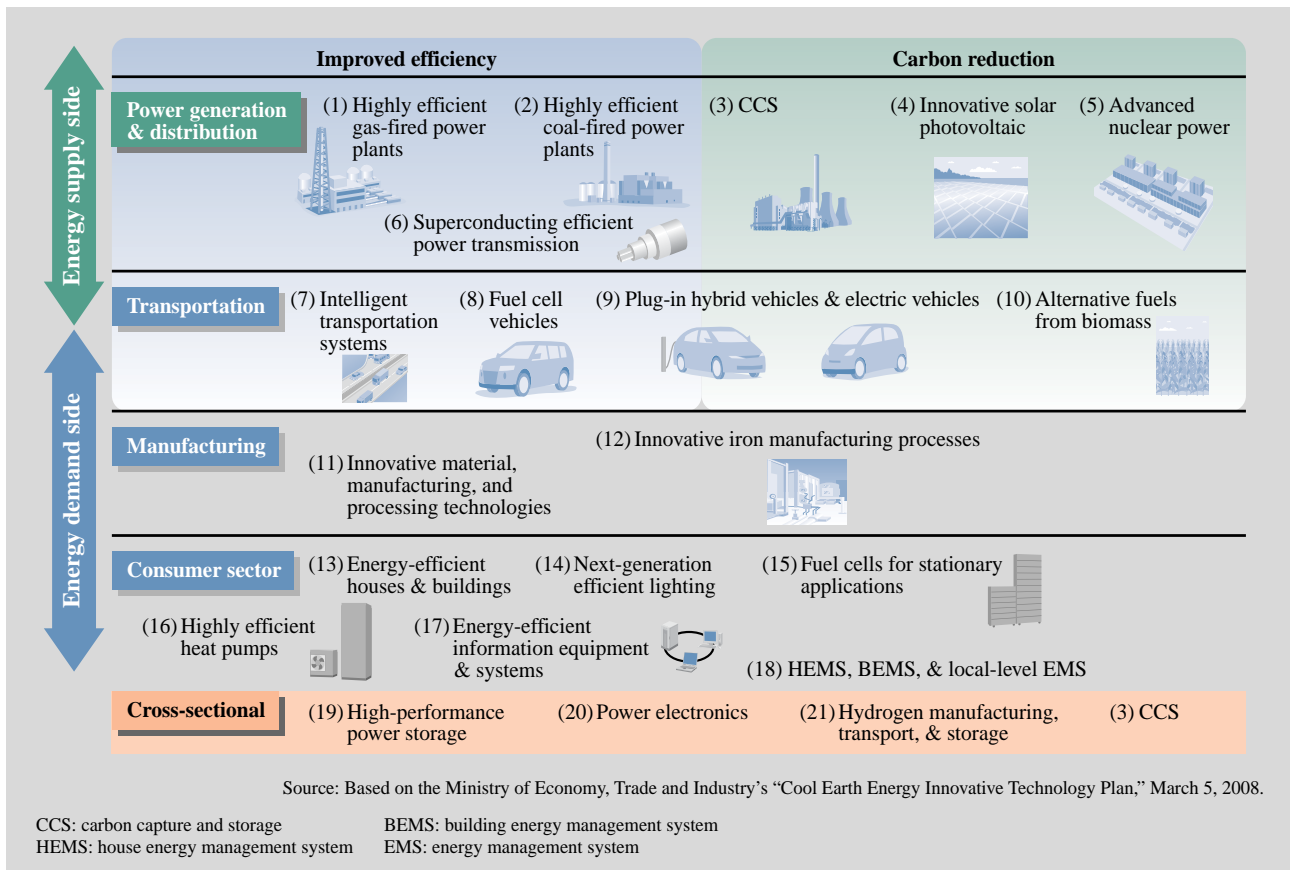 Improved efficiency
Carbon reduction
Energy supply side
Power generation
& distribution
(1) Highly efficient
gas-fired power
plants
(2) Highly efficient
coal-fired power
plants
(3) CCS
(4) Innovative solar
photovoltaic
(5) Advanced
nuclear power
(6) Superconducting efficient
power transmission
Energy demand side
Transportation
(7) Intelligent
transportation
systems
(8) Fuel cell
vehicles
(9) Plug-in hybrid vehicles & electric vehicles
(10) Alternative fuels
from biomass
Manufacturing
(11) Innovative material,
manufacturing, and
processing technologies
(12) Innovative iron manufacturing processes
Consumer sector
(13) Energy-efficient
houses & buildings
(14) Next-generation
efficient lighting
(15) Fuel cells for stationary
applications
(16) Highly efficient
heat pumps
(17) Energy-efficient
information equipment
& systems
(18) HEMS, BEMS, & local-level EMS
Cross-sectional
(19) High-performance
power storage
(20) Power electronics
(21) Hydrogen manufacturing,
transport, & storage
(3) CCS
Source: Based on the Ministry of Economy, Trade and Industry's “Cool Earth Energy Innovative Technology Plan,” March 5, 2008.
CCS: carbon capture and storage
BEMS: building energy management system
HEMS: house energy management system
EMS: energy management system